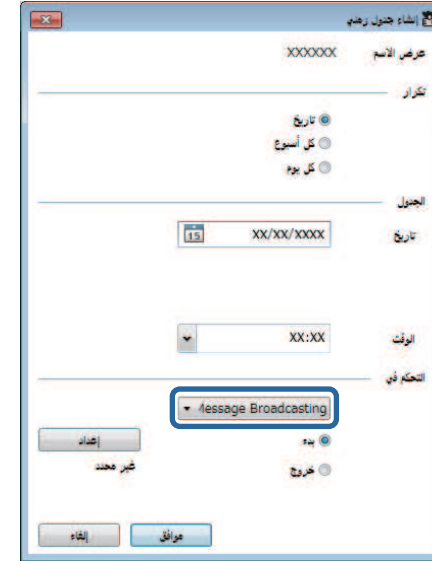 إنشاء جدول زمني
عرض الاسم XXXXXX
تكرار
تاريخ
كل أسبوع
كل يوم
الجدول
تاريخ XX/XX/XXXX 15
الوقت XX:XX
التحكم في
Message Broadcasting
بدء إعداد
خروج غير محدد
موافق إلغاء